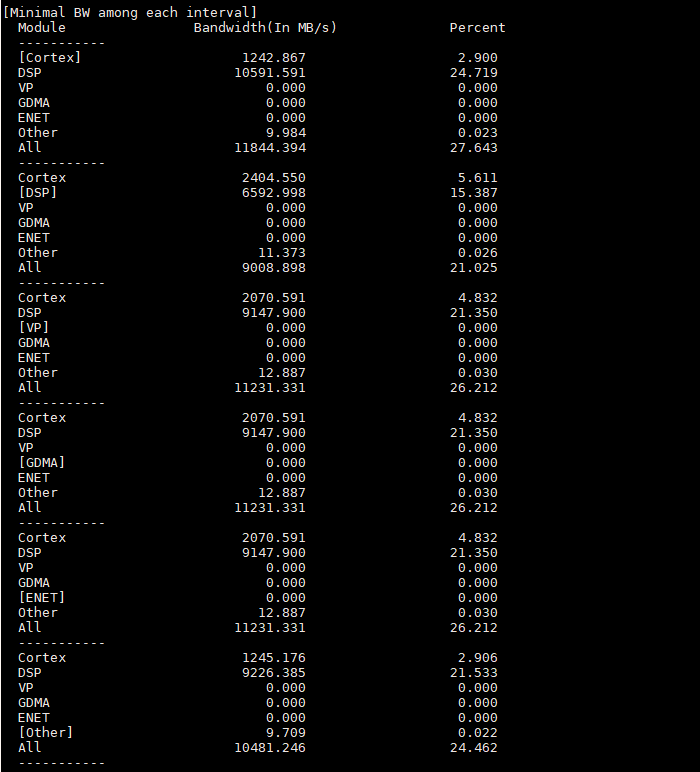 [Minimal BW among each interval]
Module Bandwidth(In MB/s) Percent
-----------
[Cortex] 1242.867 2.900
DSP 10591.591 24.719
VP 0.000 0.000
GDMA 0.000 0.000
ENET 0.000 0.000
Other 9.984 0.023
All 11844.394 27.643
-----------
Cortex 2404.550 5.611
[DSP] 6592.998 15.387
VP 0.000 0.000
GDMA 0.000 0.000
ENET 0.000 0.000
Other 11.373 0.026
All 9008.898 21.025
-----------
Cortex 2070.591 4.832
DSP 9147.900 21.350
[VP] 0.000 0.000
GDMA 0.000 0.000
ENET 0.000 0.000
Other 12.887 0.030
All 11231.331 26.212
-----------
Cortex 2070.591 4.832
DSP 9147.900 21.350
VP 0.000 0.000
[GDMA] 0.000 0.000
ENET 0.000 0.000
Other 12.887 0.030
All 11231.331 26.212
-----------
Cortex 2070.591 4.832
DSP 9147.900 21.350
VP 0.000 0.000
GDMA 0.000 0.000
[ENET] 0.000 0.000
Other 12.887 0.030
All 11231.331 26.212
-----------
Cortex 1245.176 2.906
DSP 9226.385 21.533
VP 0.000 0.000
GDMA 0.000 0.000
ENET 0.000 0.000
[Other] 9.709 0.022
All 10481.246 24.462
-----------